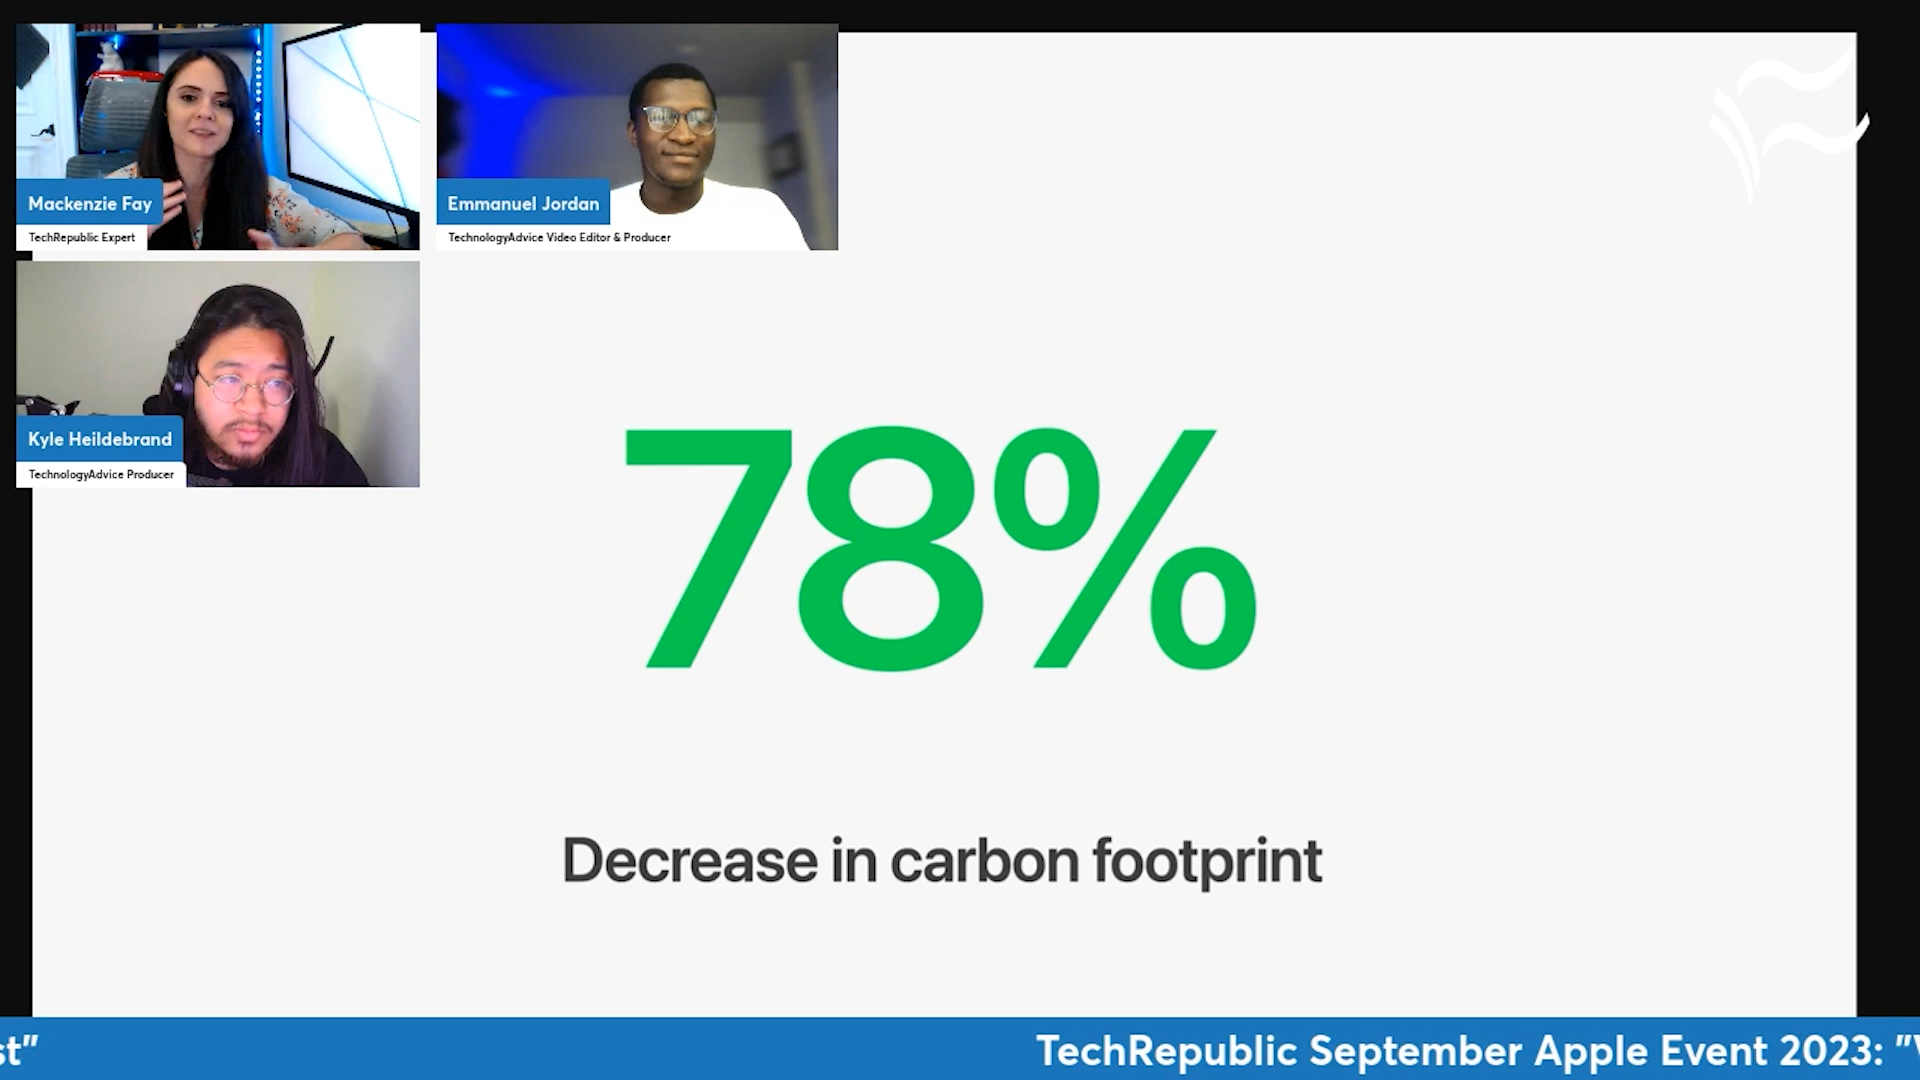 Mackenzie Fay
TechRepublic Expert
Emmanuel Jordan
TechnologyAdvice Video Editor & Producer
Kyle Heildebrand
TechnologyAdvice Producer
78%
Decrease in carbon footprint
st" TechRepublic September Apple Event 2023: "